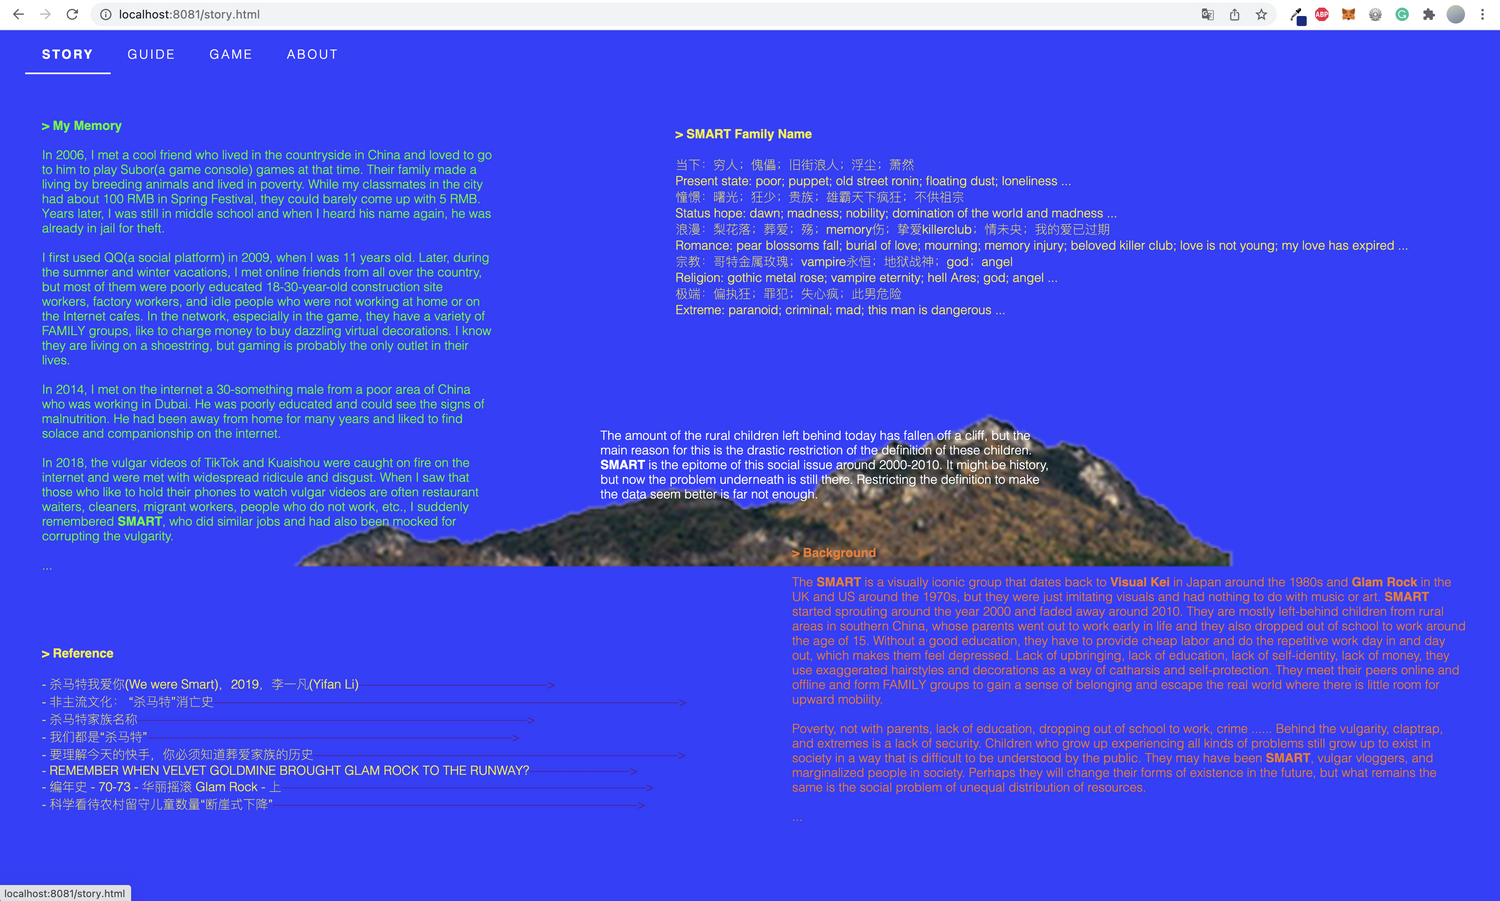 localhost:8081/story.html
STORY
GUIDE
GAME
ABOUT
> My Memory
In 2006, I met a cool friend who lived in the countryside in China and loved to go
to him to play Subor(a game console) games at that time. Their family made a
living by breeding animals and lived in poverty. While my classmates in the city
had about 100 RMB in Spring Festival, they could barely come up with 5 RMB.
Years later, I was still in middle school and when I heard his name again, he was
already in jail for theft.
I first used QQ(a social platform) in 2009, when I was 11 years old. Later, during
the summer and winter vacations, I met online friends from all over the country,
but most of them were poorly educated 18-30-year-old construction site
workers, factory workers, and idle people who were not working at home or on
the Internet cafes. In the network, especially in the game, they have a variety of
FAMILY groups, like to charge money to buy dazzling virtual decorations. I know
they are living on a shoestring, but gaming is probably the only outlet in their
lives.
In 2014, I met on the internet a 30-something male from a poor area of China
who was working in Dubai. He was poorly educated and could see the signs of
malnutrition. He had been away from home for many years and liked to find
solace and companionship on the internet.
In 2018, the vulgar videos of TikTok and Kuaishou were caught on fire on the
internet and were met with widespread ridicule and disgust. When I saw that
those who like to hold their phones to watch vulgar videos are often restaurant
waiters, cleaners, migrant workers, people who do not work, etc., I suddenly
remembered SMART, who did similar jobs and had also been mocked for
corrupting the vulgarity.
...
> SMART Family Name
当下：穷人；傀儡；旧街浪人；浮尘；萧然
Present state: poor; puppet; old street ronin; floating dust; loneliness ...
憧憬：曙光；狂少；贵族；雄霸天下疯狂；不供祖宗
Status hope: dawn; madness; nobility; domination of the world and madness ...
浪漫：梨花落；葬爱；殇；memory伤；挚爱killerclub；情未央；我的爱已过期
Romance: pear blossoms fall; burial of love; mourning; memory injury; beloved killer club; love is not young; my love has expired ...
宗教：哥特金属玫瑰；vampire永恒；地狱战神；god；angel
Religion: gothic metal rose; vampire eternity; hell Ares; god; angel ...
极端：偏执狂；罪犯；失心疯；此男危险
Extreme: paranoid; criminal; mad; this man is dangerous ...
The amount of the rural children left behind today has fallen off a cliff, but the
main reason for this is the drastic restriction of the definition of these children.
SMART is the epitome of this social issue around 2000-2010. It might be history,
but now the problem underneath is still there. Restricting the definition to make
the data seem better is far not enough.
> Background
The SMART is a visually iconic group that dates back to Visual Kei in Japan around the 1980s and Glam Rock in the
UK and US around the 1970s, but they were just imitating visuals and had nothing to do with music or art. SMART
started sprouting around the year 2000 and faded away around 2010. They are mostly left-behind children from rural
areas in southern China, whose parents went out to work early in life and they also dropped out of school to work around
the age of 15. Without a good education, they have to provide cheap labor and do the repetitive work day in and day
out, which makes them feel depressed. Lack of upbringing, lack of education, lack of self-identity, lack of money, they
use exaggerated hairstyles and decorations as a way of catharsis and self-protection. They meet their peers online and
offline and form FAMILY groups to gain a sense of belonging and escape the real world where there is little room for
upward mobility.
Poverty, not with parents, lack of education, dropping out of school to work, crime ...... Behind the vulgarity, claptrap,
and extremes is a lack of security. Children who grow up experiencing all kinds of problems still grow up to exist in
society in a way that is difficult to be understood by the public. They may have been SMART, vulgar vloggers, and
marginalized people in society. Perhaps they will change their forms of existence in the future, but what remains the
same is the social problem of unequal distribution of resources.
...
> Reference
- 杀马特我爱你(We were Smart)，2019，李一凡(Yifan Li)
- 非主流文化：“杀马特”消亡史
- 杀马特家族名称
- 我们都是“杀马特”
- 要理解今天的快手，你必须知道葬爱家族的历史
- REMEMBER WHEN VELVET GOLDMINE BROUGHT GLAM ROCK TO THE RUNWAY?
- 编年史 - 70-73 - 华丽摇滚 Glam Rock - 上
- 科学看待农村留守儿童数量“断崖式下降”
localhost:8081/story.html